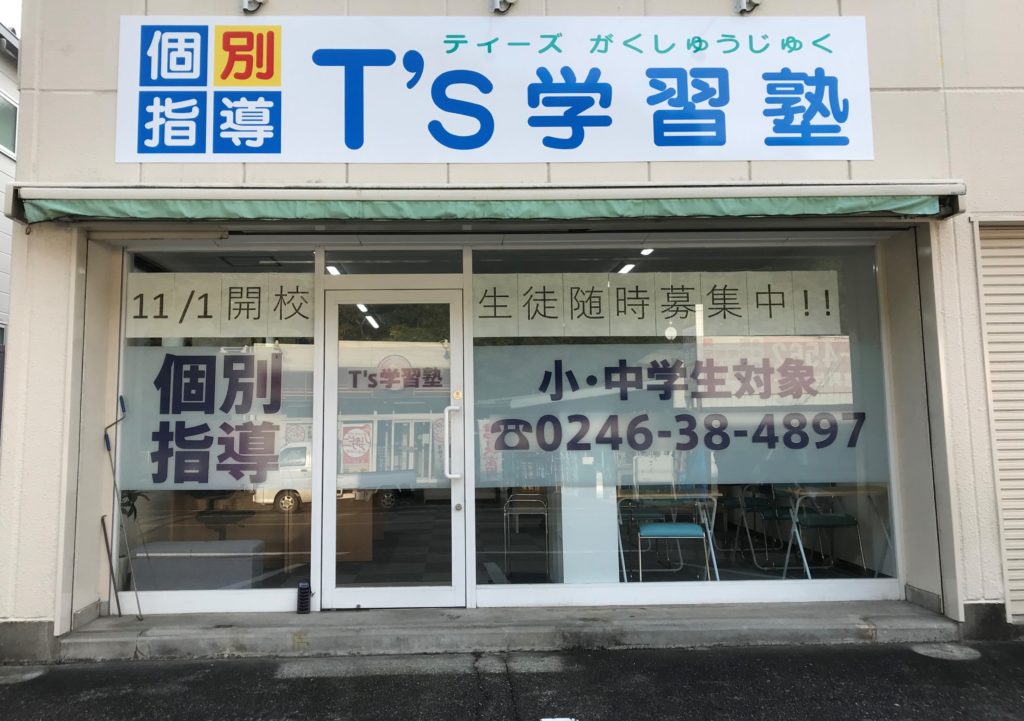 個別
指導
ティーズ がくしゅうじゅく
T's学習塾
11/1開校
生徒随時募集中!!
個別
指導
T's学習塾
小・中学生対象
☎0246-38-4897